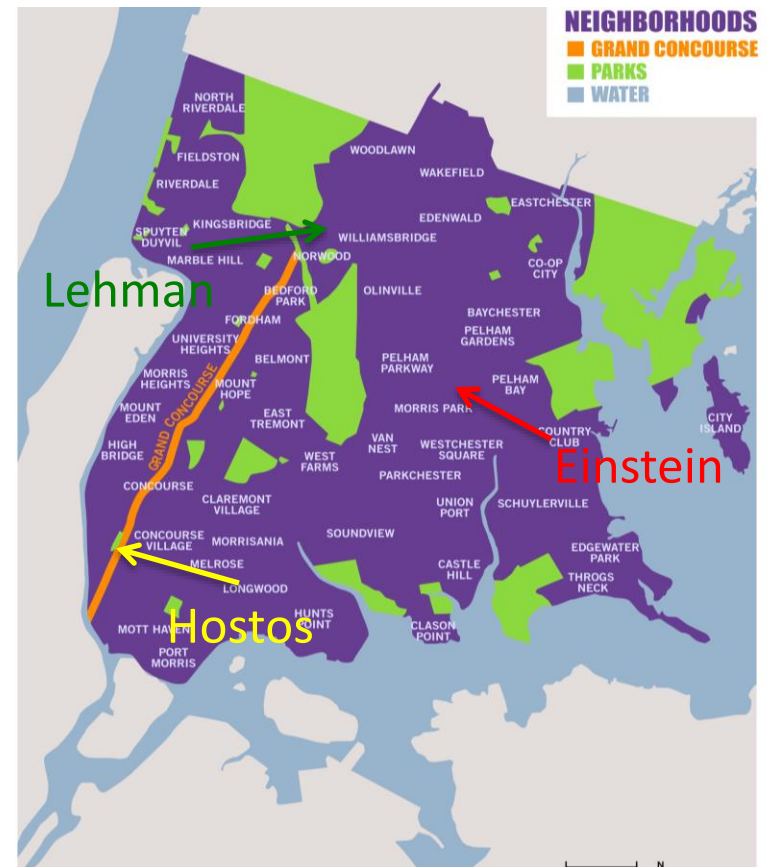 NEIGHBORHOODS
GRAND CONCOURSE
PARKS
WATER
NORTH
RIVERDALE
WOODLAWN
FIELDSTON
WAKEFIELD
RIVERDALE
EASTCHESTER
EDENWALD
KINGSBRIDGE
SPUYTEN
DUYVIL
WILLIAMSBRIDGE
MARBLE HILL
NORWOOD
CO-OP
CITY
Lehman
BEDFORD
PARK
OLINVILLE
FORDHAM
BAYCHESTER
UNIVERSITY
HEIGHTS
PELHAM
GARDENS
BELMONT
PELHAM
PARKWAY
MORRIS
HEIGHTS
MOUNT
HOPE
PELHAM
BAY
GRAND CONCOURSE
MOUNT
EDEN
EAST
TREMONT
MORRIS PARK
CITY
ISLAND
COUNTRY
CLUB
HIGH
BRIDGE
VAN
NEST
WESTCHESTER
SQUARE
WEST
FARMS
Einstein
PARKCHESTER
CONCOURSE
CLAREMONT
VILLAGE
UNION
PORT
SCHUYLERVILLE
CONCOURSE
VILLAGE
MORRISANIA
SOUNDVIEW
EDGEWATER
PARK
MELROSE
CASTLE
HILL
THROGS
NECK
LONGWOOD
Hostos
HUNTS
POINT
MOTT HAVEN
CLASON
POINT
PORT
MORRIS
N